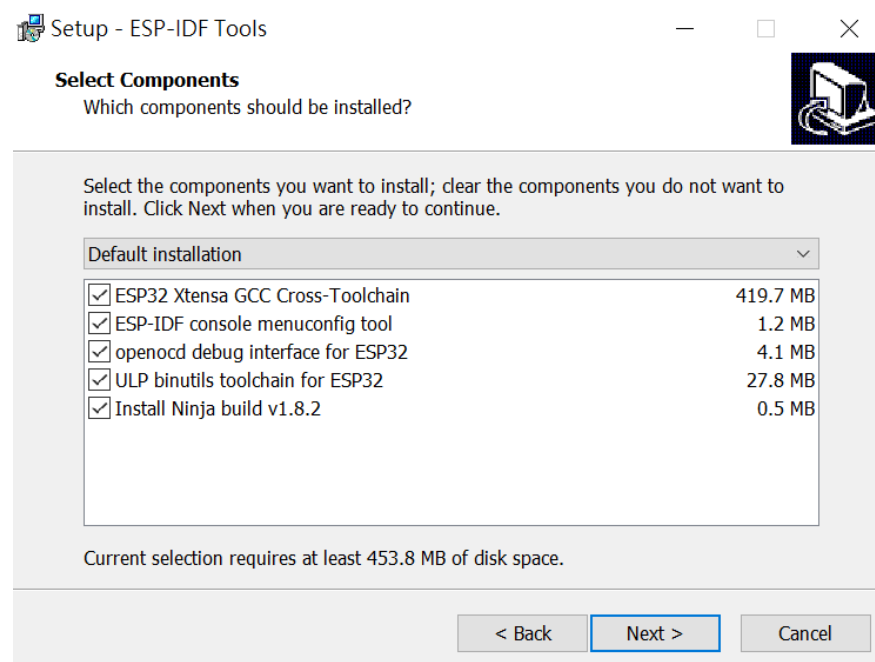 Setup - ESP-IDF Tools
Select Components
Which components should be installed?
Select the components you want to install; clear the components you do not want to
install. Click Next when you are ready to continue.
Default installation
ESP32 Xtensa GCC Cross-Toolchain 419.7 MB
ESP-IDF console menuconfig tool 1.2 MB
openocd debug interface for ESP32 4.1 MB
ULP binutils toolchain for ESP32 27.8 MB
Install Ninja build v1.8.2 0.5 MB
Current selection requires at least 453.8 MB of disk space.
< Back Next > Cancel